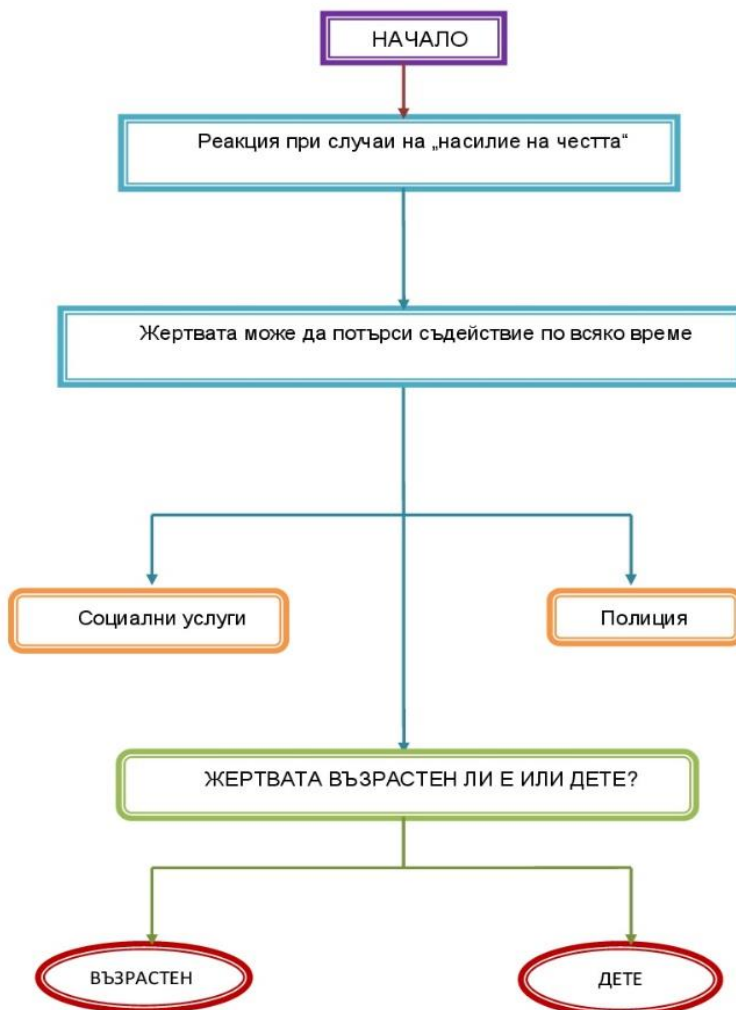 НАЧАЛО
Реакция при случаи на „насилие на честта“
Жертвата може да потърси съдействие по всяко време
Социални услуги
Полиция
ЖЕРТВАТА ВЪЗРАСТЕН ЛИ Е ИЛИ ДЕТЕ?
ВЪЗРАСТЕН
ДЕТЕ